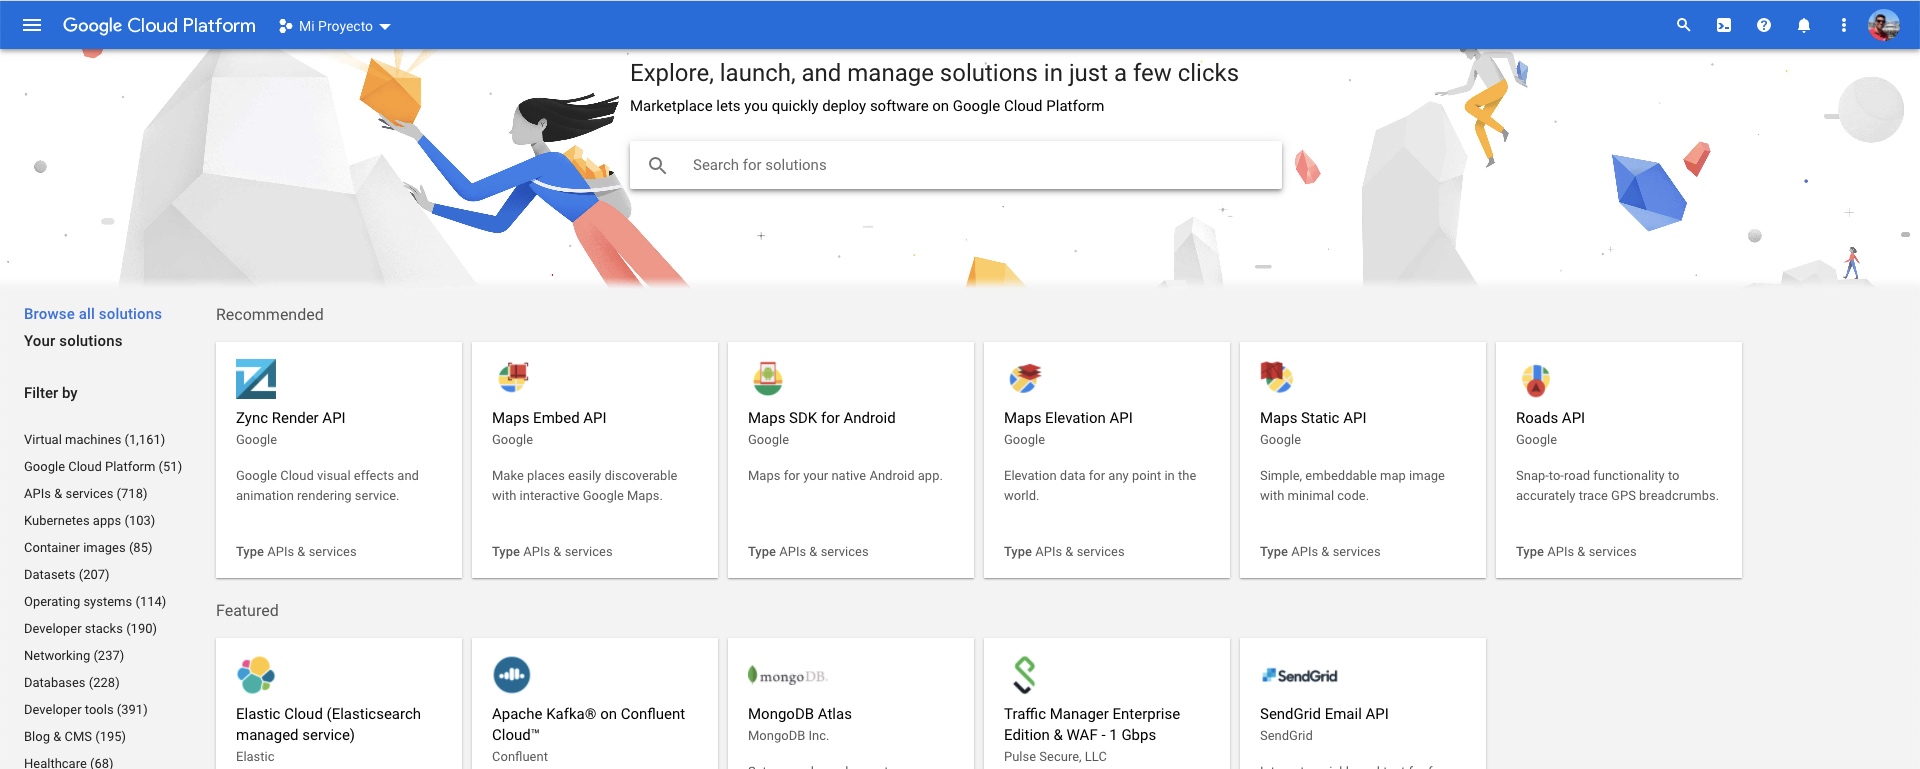 Google Cloud Platform
Mi Proyecto
Explore, launch, and manage solutions in just a few clicks
Marketplace lets you quickly deploy software on Google Cloud Platform
Search for solutions
Browse all solutions
Your solutions
Filter by
Virtual machines (1,161)
Google Cloud Platform (51)
APIs & services (718)
Kubernetes apps (103)
Container images (85)
Datasets (207)
Operating systems (114)
Developer stacks (190)
Networking (237)
Databases (228)
Developer tools (391)
Blog & CMS (195)
Healthcare (68)
Recommended
Zync Render API
Google
Google Cloud visual effects and
animation rendering service.
Type APIs & services
Maps Embed API
Google
Make places easily discoverable
with interactive Google Maps.
Type APIs & services
Maps SDK for Android
Google
Maps for your native Android app.
Type APIs & services
Maps Elevation API
Google
Elevation data for any point in the
world.
Type APIs & services
Maps Static API
Google
Simple, embeddable map image
with minimal code.
Type APIs & services
Roads API
Google
Snap-to-road functionality to
accurately trace GPS breadcrumbs.
Type APIs & services
Featured
Elastic Cloud (Elasticsearch
managed service)
Elastic
Apache Kafka® on Confluent
Cloud™
Confluent
mongoDB.
MongoDB Atlas
MongoDB Inc.
Traffic Manager Enterprise
Edition & WAF - 1 Gbps
Pulse Secure, LLC
SendGrid
SendGrid Email API
SendGrid